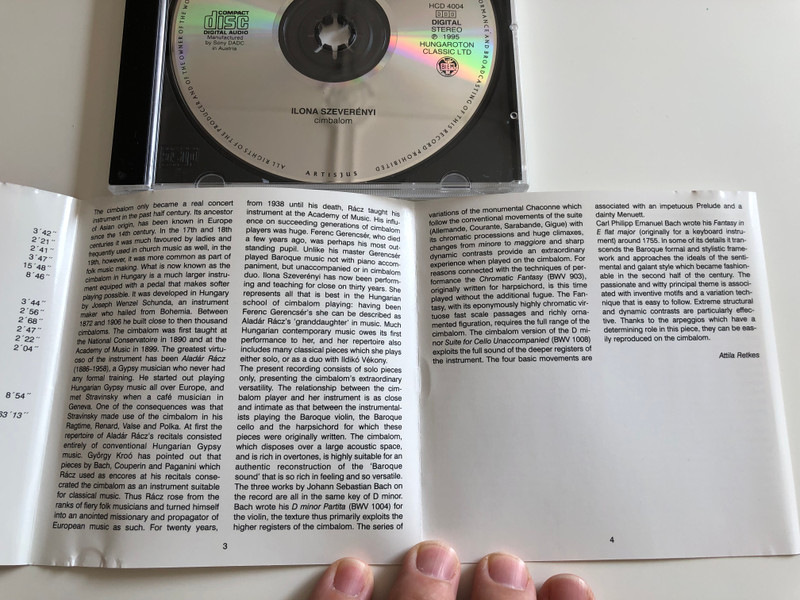 COMPACT
disc
DIGITAL AUDIO
Manufactured
by Sony DADC
in Austria
HCD 4004
DDD
DIGITAL
STEREO
℗ 1995
HUNGAROTON
CLASSIC LTD
ILONA SZEVERÉNYI
cimbalom
ALL RIGHTS OF THE PRODUCER AND OF THE OWNER OF THE
PERFORMANCE AND BROADCASTING OF THIS RECORD PROHIBITED
ARTISJUS
3´42˝
2´21˝
2´41˝
3´47˝
15´48˝
8´46˝
3´44˝
2´56˝
2´68˝
2´47˝
2´22˝
2´04˝
8´54˝
63´13˝
The cimbalom only became a real concert
instrument in the past half century. Its ancestor
of Asian origin, has been known in Europe
since the 14th century. In the 17th and 18th
centuries it was much favoured by ladies and
frequently used in church music as well, in the
19th, however, it was more common as part of
folk music making. What is now known as the
cimbalom in Hungary is a much larger instru-
ment equiped with a pedal that makes softer
playing possible. It was developed in Hungary
by Joseph Wenzel Schunda, an instrument
maker who hailed from Bohemia. Between
1872 and 1906 he built close to then thousand
cimbaloms. The cimbalom was first taught at
the National Conservatoire in 1890 and at the
Academy of Music in 1899. The greatest virtu-
oso of the instrument has been Aladár Rácz
(1886-1958), a Gypsy musician who never had
any formal training. He started out playing
Hungarian Gypsy music all over Europe, and
met Stravinsky when a café musician in
Geneva. One of the consequences was that
Stravinsky made use of the cimbalom in his
Ragtime, Renard, Valse and Polka. At first the
repertoire of Aladár Rácz's recitals consisted
entirely of conventional Hungarian Gypsy
music. György Kroó has pointed out that
pieces by Bach, Couperin and Paganini which
Rácz used as encores at his recitals conse-
crated the cimbalom as an instrument suitable
for classical music. Thus Rácz rose from the
ranks of fiery folk musicians and turned himself
into an anointed missionary and propagator of
European music as such. For twenty years,
from 1938 until his death, Rácz taught his
instrument at the Academy of Music. His influ-
ence on succeeding generations of cimbalom
players was huge. Ferenc Gerencsér, who died
a few years ago, was perhaps his most out-
standing pupil. Unlike his master Gerencsér
played Baroque music not with piano accom-
paniment, but unaccompanied or in cimbalom
duo. Ilona Szeverényi has now been perform-
ing and teaching for close on thirty years. She
represents all that is best in the Hungarian
school of cimbalom playing: having been
Ferenc Gerencsér's she can be described as
Aladár Rácz's 'granddaughter' in music. Much
Hungarian contemporary music owes its first
performance to her, and her repertoire also
includes many classical pieces which she plays
either solo, or as a duo with Ildikó Vékony.
The present recording consists of solo pieces
only, presenting the cimbalom's extraordinary
versatility. The relationship between the cim-
balom player and her instrument is as close
and intimate as that between the instrumental-
ists playing the Baroque violin, the Baroque
cello and the harpsichord for which these
pieces were originally written. The cimbalom,
which disposes over a large acoustic space,
and is rich in overtones, is highly suitable for an
authentic reconstruction of the 'Baroque
sound' that is so rich in feeling and so versatile.
The three works by Johann Sebastian Bach on
the record are all in the same key of D minor.
Bach wrote his D minor Partita (BWV 1004) for
the violin, the texture thus primarily exploits the
higher registers of the cimbalom. The series of
3
variations of the monumental Chaconne which
follow the conventional movements of the suite
(Allemande, Courante, Sarabande, Gigue) with
its chromatic processions and huge climaxes,
changes from minore to maggiore and sharp
dynamic contrasts provide an extraordinary
experience when played on the cimbalom. For
reasons connected with the techniques of per-
formance the Chromatic Fantasy (BWV 903),
originally written for harpsichord, is this time
played without the additional fugue. The Fan-
tasy, with its eponymously highly chromatic vir-
tuose fast scale passages and richly orna-
mented figuration, requires the full range of the
cimbalom. The cimbalom version of the D mi-
nor Suite for Cello Unaccompanied (BWV 1008)
exploits the full sound of the deeper registers of
the instrument. The four basic movements are
associated with an impetuous Prelude and a
dainty Menuett.
Carl Philipp Emanuel Bach wrote his Fantasy in
E flat major (originally for a keyboard instru-
ment) around 1755. In some of its details it tran-
scends the Baroque formal and stylistic frame-
work and approaches the ideals of the senti-
mental and galant style which became fashion-
able in the second half of the century. The
passionate and witty principal theme is associ-
ated with inventive motifs and a variation tech-
nique that is easy to follow. Extreme structural
and dynamic contrasts are particularly effec-
tive. Thanks to the arpeggios which have a
determining role in this piece, they can be eas-
ily reproduced on the cimbalom.
Attila Retkes
4